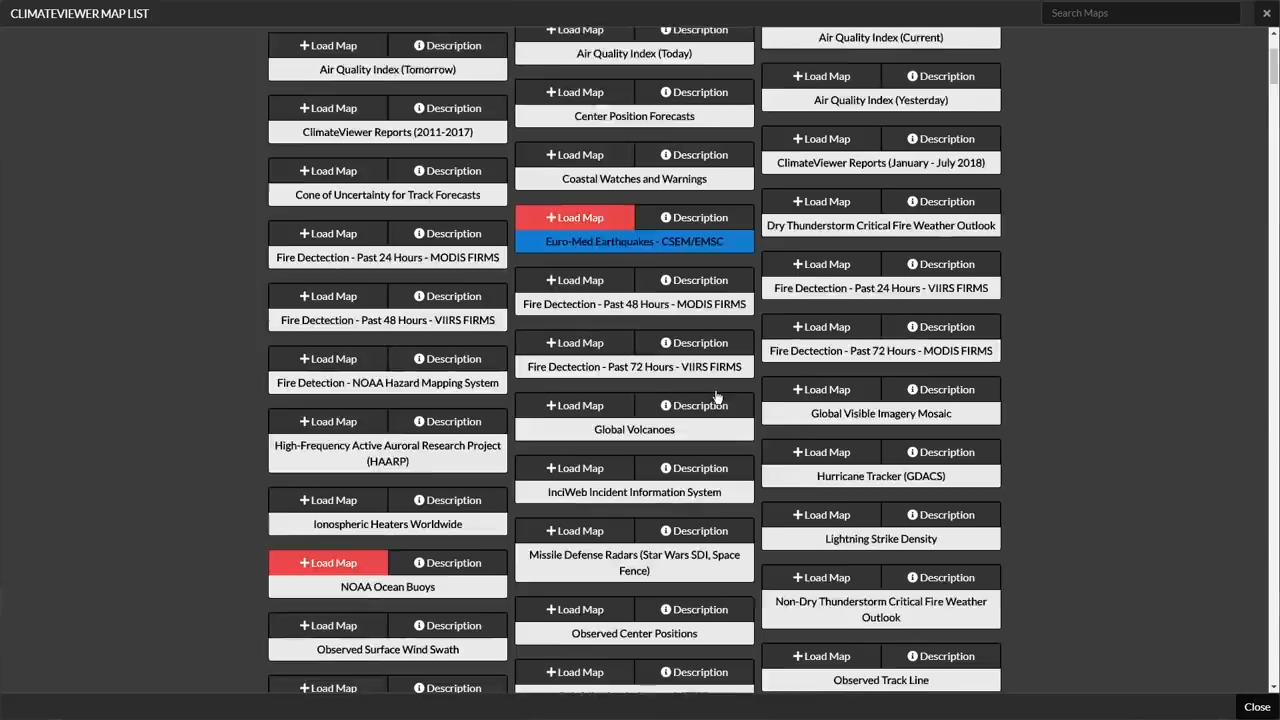 CLIMATEVIEWER MAP LIST
Search Maps
×
Load Map
Description
Air Quality Index (Tomorrow)
Load Map
Description
ClimateViewer Reports (2011-2017)
Load Map
Description
Cone of Uncertainty for Track Forecasts
Load Map
Description
Fire Dectection - Past 24 Hours - MODIS FIRMS
Load Map
Description
Fire Dectection - Past 48 Hours - VIIRS FIRMS
Load Map
Description
Fire Detection - NOAA Hazard Mapping System
Load Map
Description
High-Frequency Active Auroral Research Project
(HAARP)
Load Map
Description
Ionospheric Heaters Worldwide
Load Map
Description
NOAA Ocean Buoys
Load Map
Description
Observed Surface Wind Swath
Load Map
Description
Load Map
Description
Air Quality Index (Today)
Load Map
Description
Center Position Forecasts
Load Map
Description
Coastal Watches and Warnings
Load Map
Description
Euro-Med Earthquakes - CSEM/EMSC
Load Map
Description
Fire Dectection - Past 48 Hours - MODIS FIRMS
Load Map
Description
Fire Dectection - Past 72 Hours - VIIRS FIRMS
Load Map
Description
Global Volcanoes
Load Map
Description
InciWeb Incident Information System
Load Map
Description
Missile Defense Radars (Star Wars SDI, Space
Fence)
Load Map
Description
Observed Center Positions
Load Map
Description
Air Quality Index (Current)
Load Map
Description
Air Quality Index (Yesterday)
Load Map
Description
ClimateViewer Reports (January - July 2018)
Load Map
Description
Dry Thunderstorm Critical Fire Weather Outlook
Load Map
Description
Fire Dectection - Past 24 Hours - VIIRS FIRMS
Load Map
Description
Fire Dectection - Past 72 Hours - MODIS FIRMS
Load Map
Description
Global Visible Imagery Mosaic
Load Map
Description
Hurricane Tracker (GDACS)
Load Map
Description
Lightning Strike Density
Load Map
Description
Non-Dry Thunderstorm Critical Fire Weather
Outlook
Load Map
Description
Observed Track Line
Close